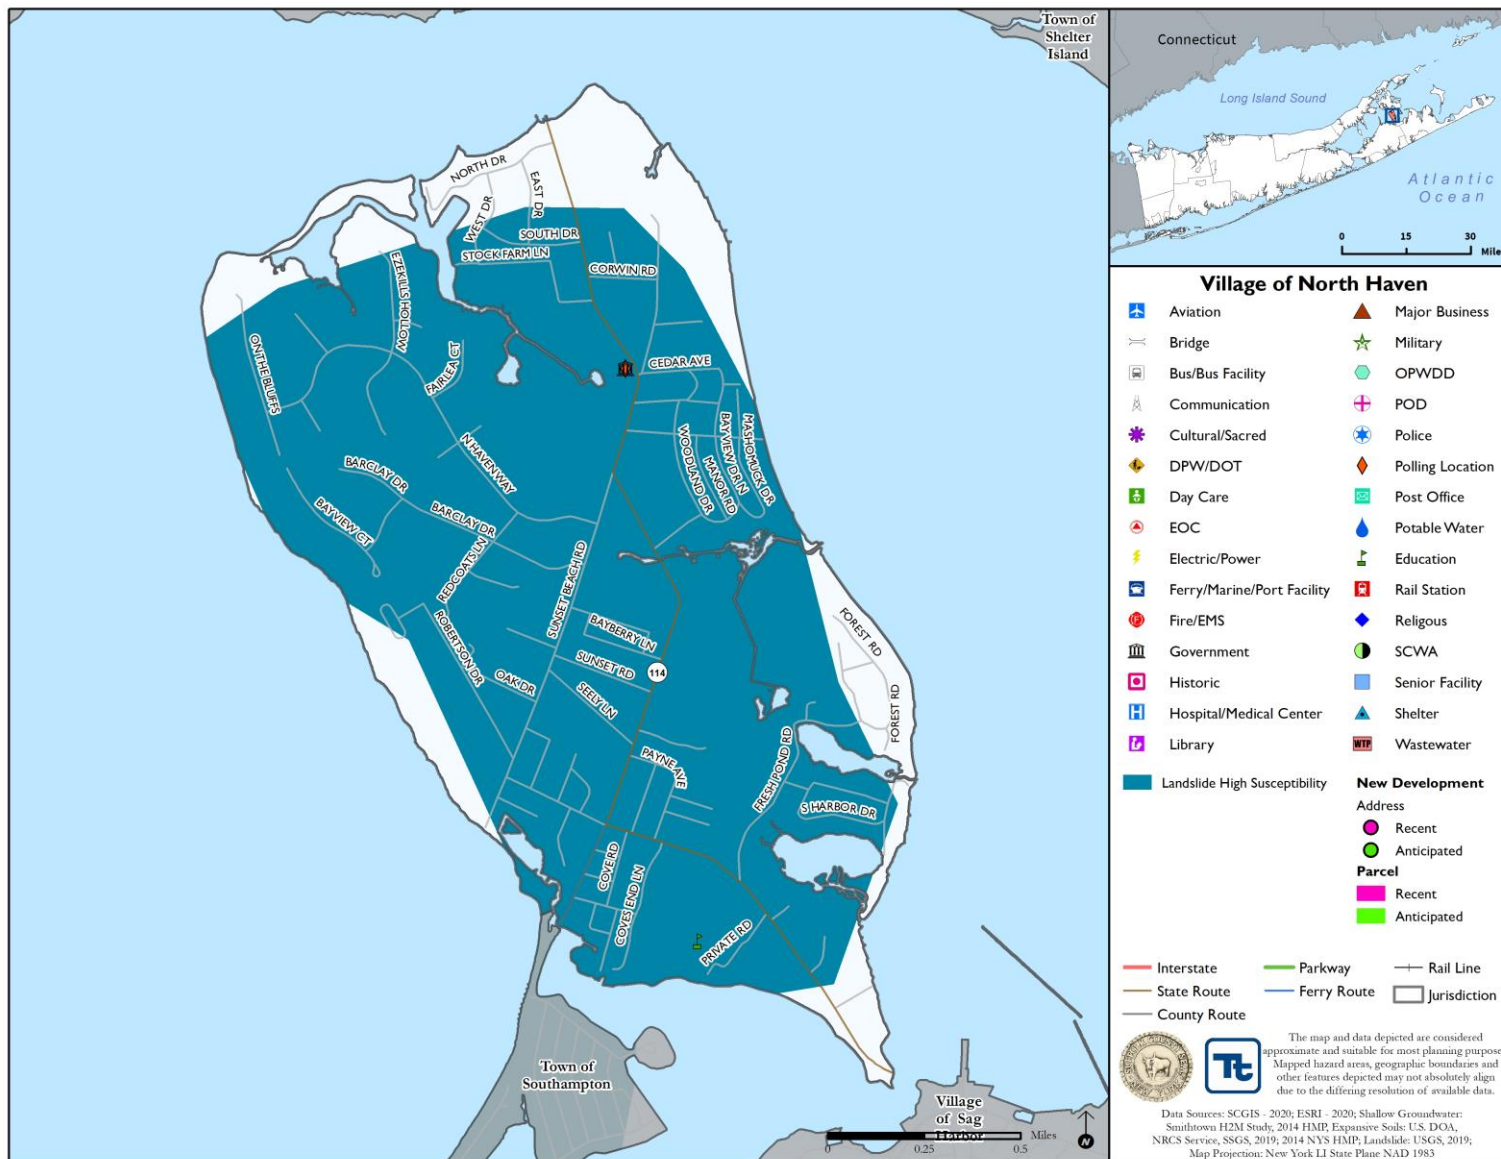 Town of
Shelter
Island
NORTH DR
EAST DR
WEST DR
SOUTH DR
STOCK FARM LN
CORWIN RD
EZEKILLS HOLLOW
ON THE BLUFFS
FAIRLEA CT
CEDAR AVE
MASHOMUCK DR
BAYVIEW DR N
MANOR RD
WOODLAND DR
N HAVEN WAY
BARCLAY DR
BARCLAY DR
BAYVIEW CT
REDCOATS LN
SUNSET BEACH RD
ROBERTSON DR
BAYBERRY LN
SUNSET RD
114
SEELY LN
OAK DR
FOREST RD
FOREST RD
PAYNE AVE
FRESH POND RD
S HARBOR DR
COVE RD
COVES END LN
PRIVATE RD
Town of
Southampton
Village
of Sag
Harbor
0 0.25 0.5 Miles
N
Connecticut
Long Island Sound
Atlantic
Ocean
0 15 30
Mile
Village of North Haven
Aviation
Bridge
Bus/Bus Facility
Communication
Cultural/Sacred
DPW/DOT
Day Care
EOC
Electric/Power
Ferry/Marine/Port Facility
Fire/EMS
Government
Historic
Hospital/Medical Center
Library
Major Business
Military
OPWDD
POD
Police
Polling Location
Post Office
Potable Water
Education
Rail Station
Religous
SCWA
Senior Facility
Shelter
WTP Wastewater
Landslide High Susceptibility
New Development
Address
Recent
Anticipated
Parcel
Recent
Anticipated
Interstate
State Route
County Route
Parkway
Ferry Route
Rail Line
Jurisdiction
Tt
The map and data depicted are considered
approximate and suitable for most planning purpose
Mapped hazard areas, geographic boundaries and
other features depicted may not absolutely align
due to the differing resolution of available data.
Data Sources: SCGIS - 2020; ESRI - 2020; Shallow Groundwater:
Smithtown H2M Study, 2014 HMP, Expansive Soils: U.S. DOA,
NRCS Service, SSGS, 2019; 2014 NYS HMP; Landslide: USGS, 2019;
Map Projection: New York LI State Plane NAD 1983